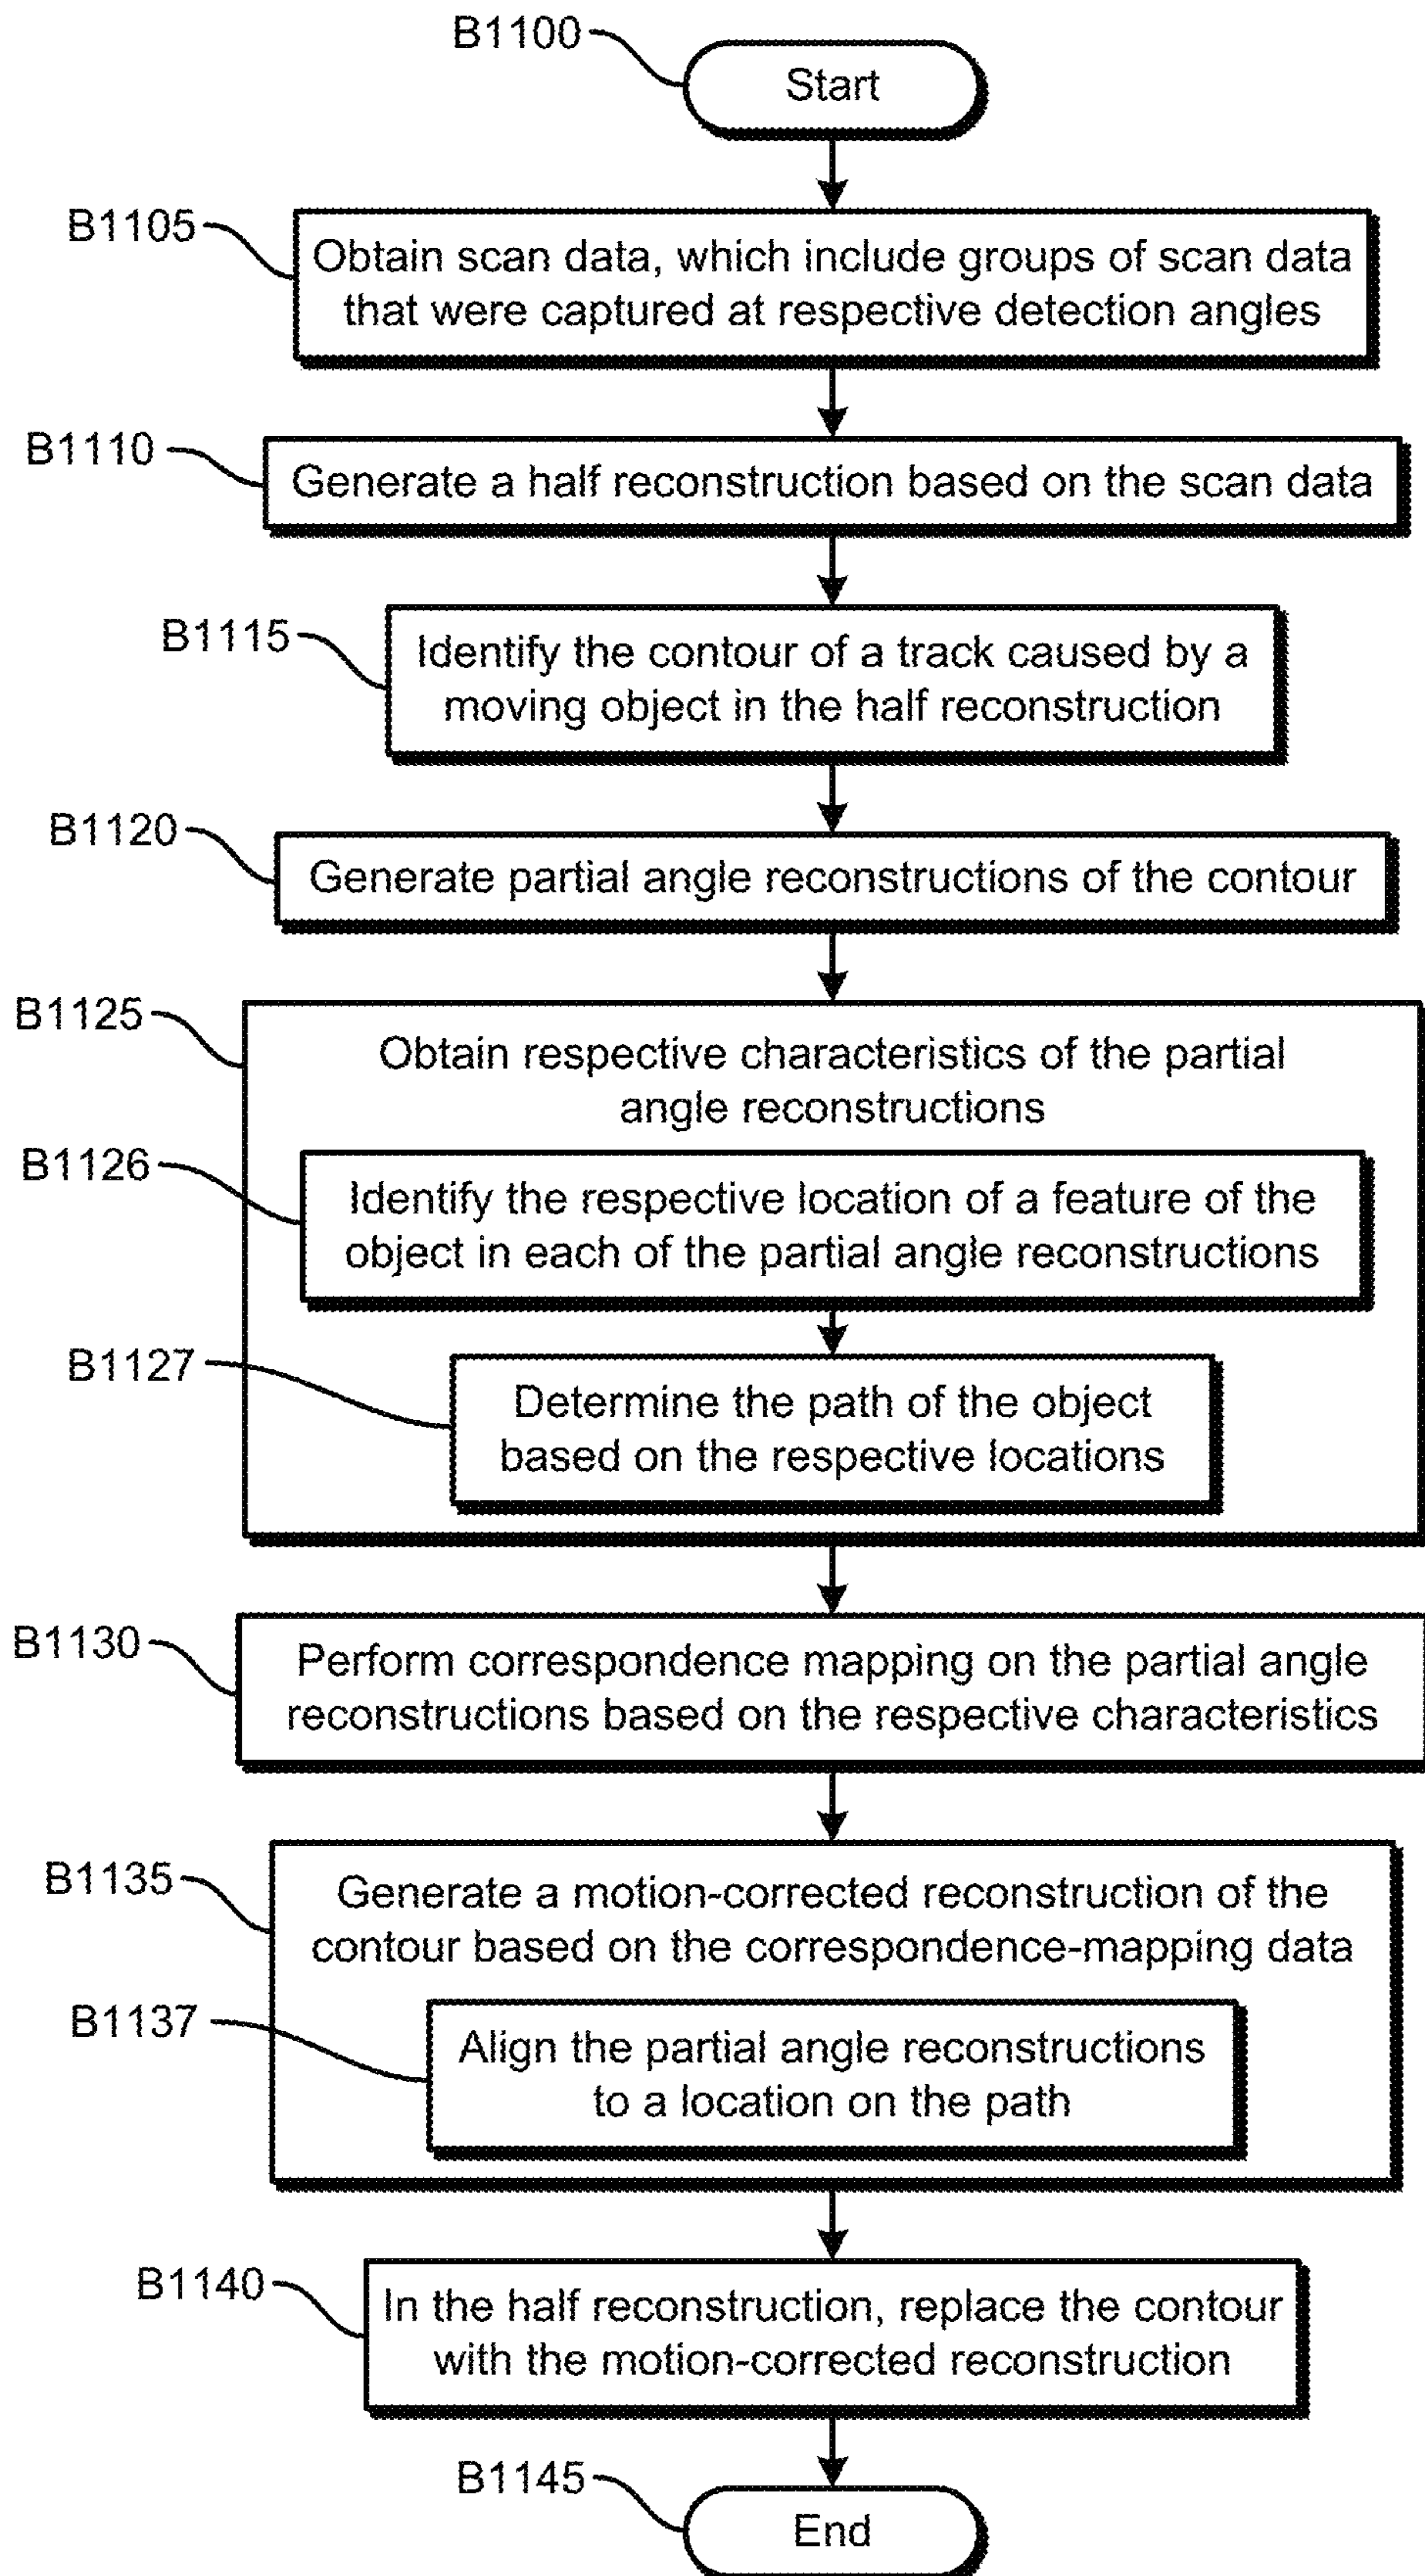 B1100
Start
B1105
Obtain scan data, which include groups of scan data
that were captured at respective detection angles
B1110
Generate a half reconstruction based on the scan data
B1115
Identify the contour of a track caused by a
moving object in the half reconstruction
B1120
Generate partial angle reconstructions of the contour
B1125
Obtain respective characteristics of the partial
angle reconstructions
B1126
Identify the respective location of a feature of the
object in each of the partial angle reconstructions
B1127
Determine the path of the object
based on the respective locations
B1130
Perform correspondence mapping on the partial angle
reconstructions based on the respective characteristics
B1135
Generate a motion-corrected reconstruction of the
contour based on the correspondence-mapping data
B1137
Align the partial angle reconstructions
to a location on the path
B1140
In the half reconstruction, replace the contour
with the motion-corrected reconstruction
B1145
End